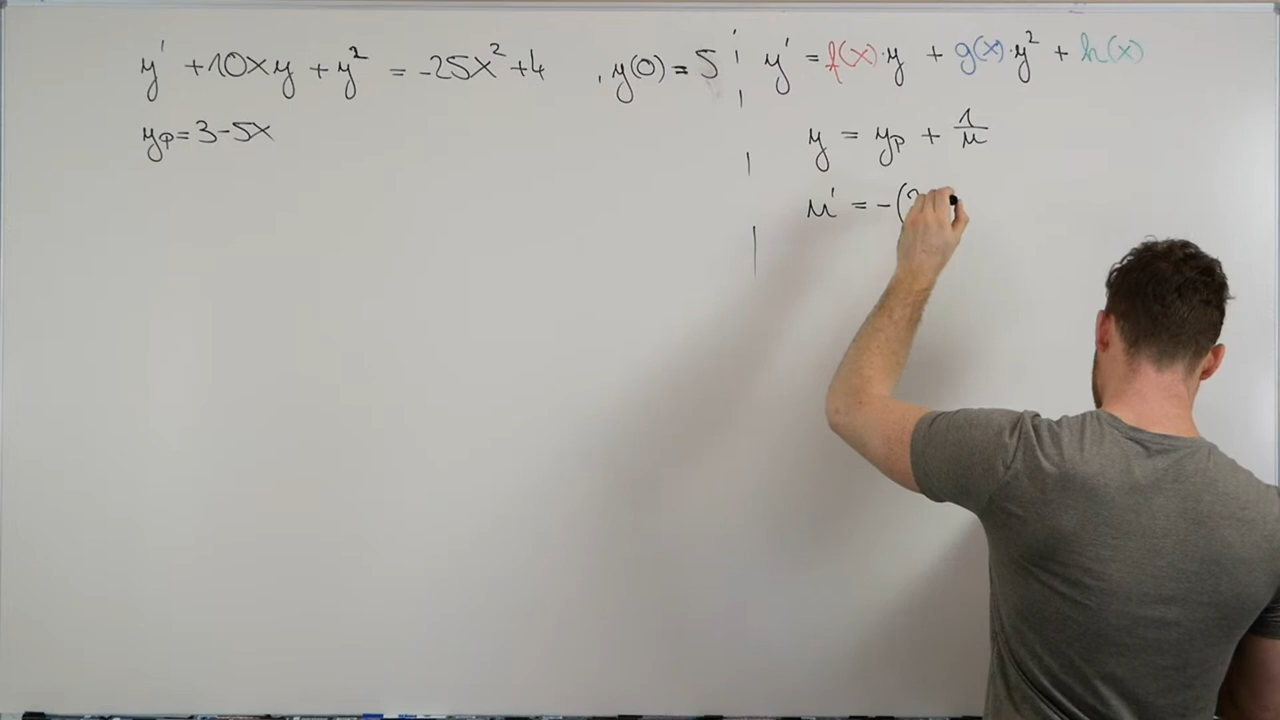 y' + 10xy + y² = -25x² + 4 , y(0) = 5
yp = 3 - 5x
y' = f(x)·y + g(x)·y² + h(x)
y = yp + 1/u
u' = -(